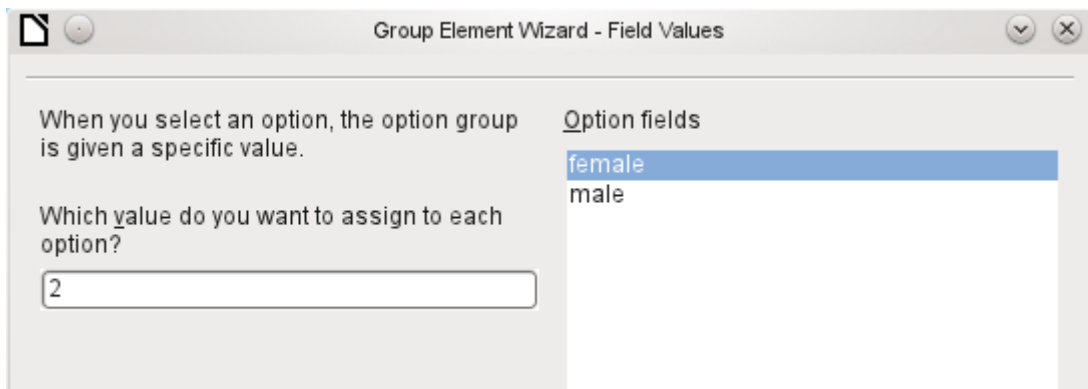 Group Element Wizard - Field Values
When you select an option, the option group
is given a specific value.
Which value do you want to assign to each
option?
2
Option fields
female
male